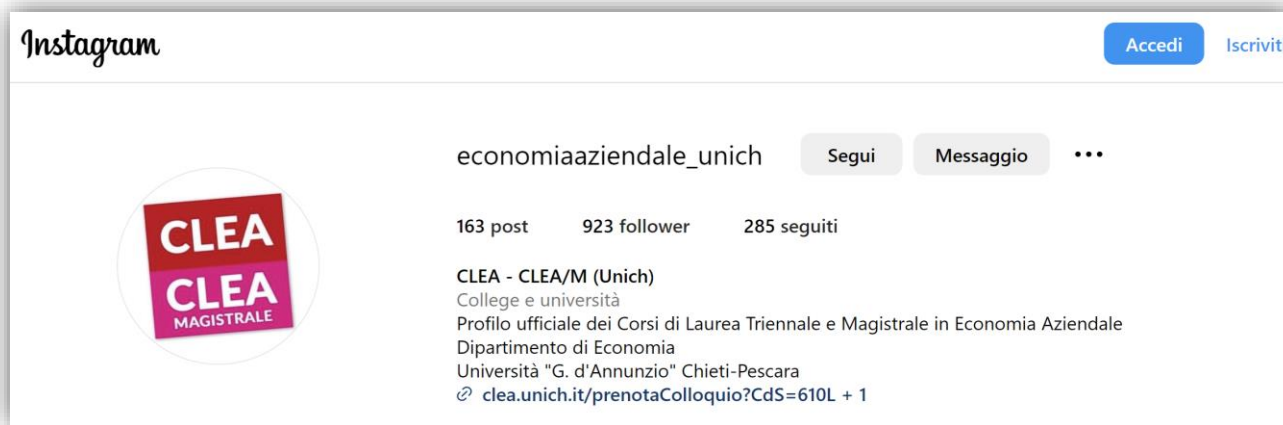 Instagram
Accedi
Iscrivit
CLEA
CLEA
MAGISTRALE
economiaaziendale_unich
Segui
Messaggio
163 post 923 follower 285 seguiti
CLEA - CLEA/M (Unich)
College e università
Profilo ufficiale dei Corsi di Laurea Triennale e Magistrale in Economia Aziendale
Dipartimento di Economia
Università "G. d'Annunzio" Chieti-Pescara
clea.unich.it/prenotaColloquio?CdS=610L + 1